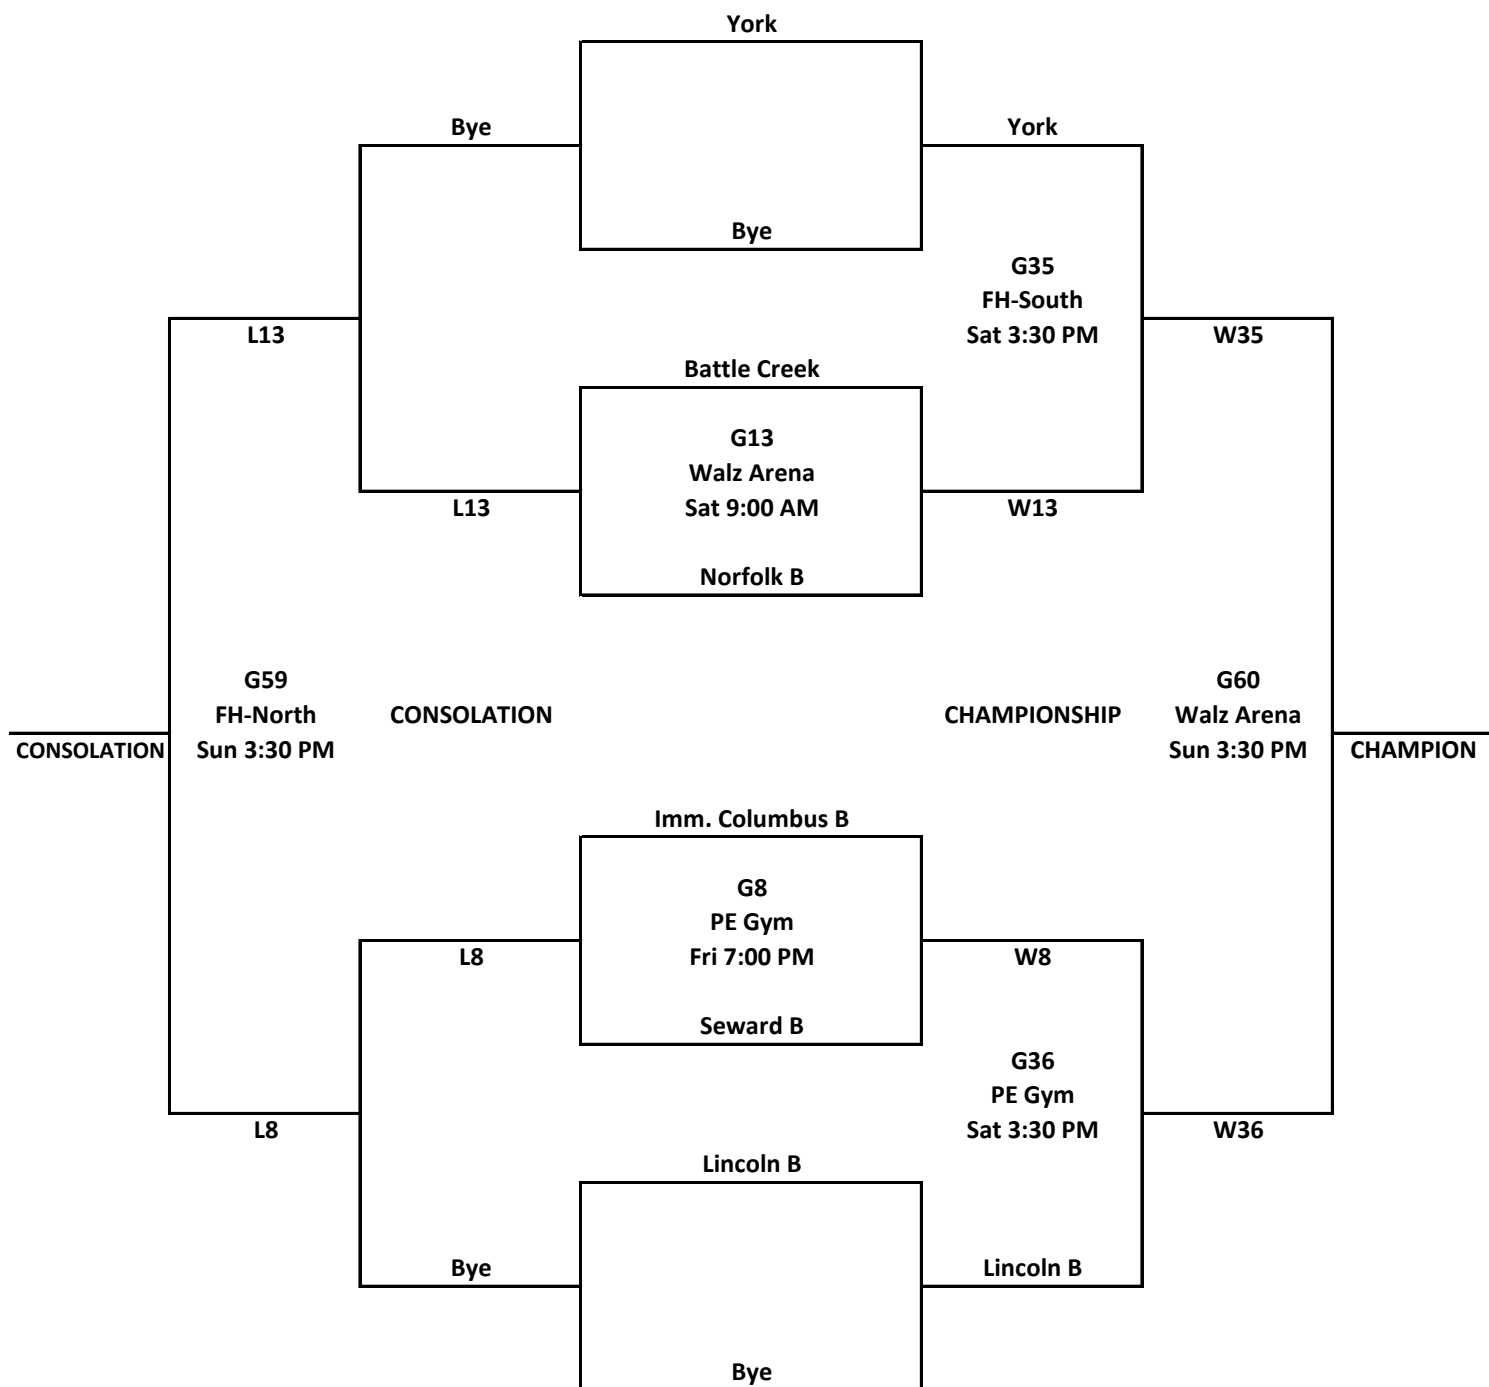 York
Bye
York
Bye
G35
FH-South
Sat 3:30 PM
L13
W35
Battle Creek
G13
Walz Arena
Sat 9:00 AM
L13
W13
Norfolk B
G59
FH-North
Sun 3:30 PM
CONSOLATION
CONSOLATION
CHAMPIONSHIP
G60
Walz Arena
Sun 3:30 PM
CHAMPION
Imm. Columbus B
G8
PE Gym
Fri 7:00 PM
L8
W8
Seward B
G36
PE Gym
Sat 3:30 PM
L8
W36
Lincoln B
Bye
Lincoln B
Bye